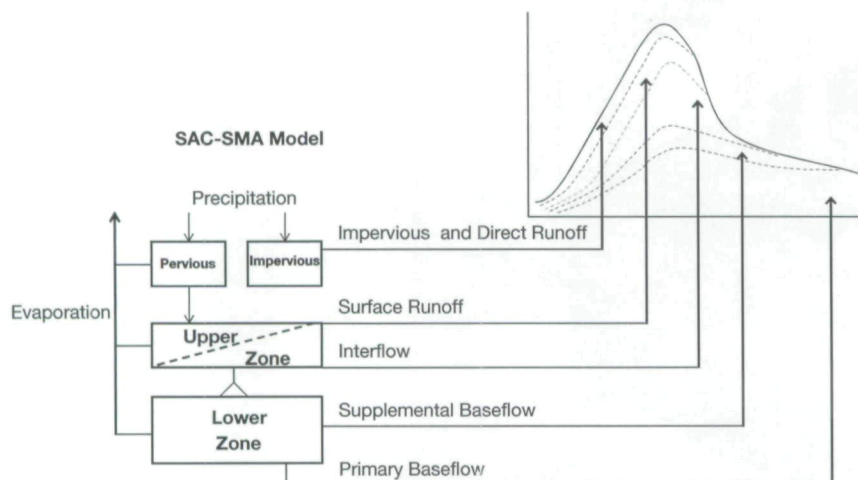 SAC-SMA Model
Precipitation
Impervious and Direct Runoff
Pervious
Impervious
Evaporation
Surface Runoff
Upper
Zone
Interflow
Lower
Zone
Supplemental Baseflow
Primary Baseflow